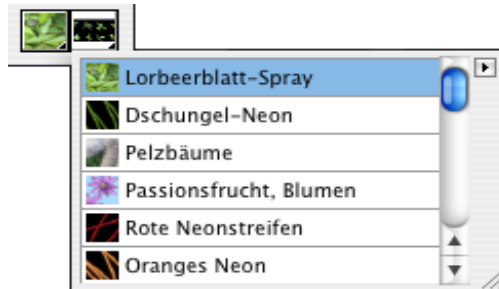 Lorbeerblatt-Spray
Dschungel-Neon
Pelzbäume
Passionsfrucht, Blumen
Rote Neonstreifen
Oranges Neon